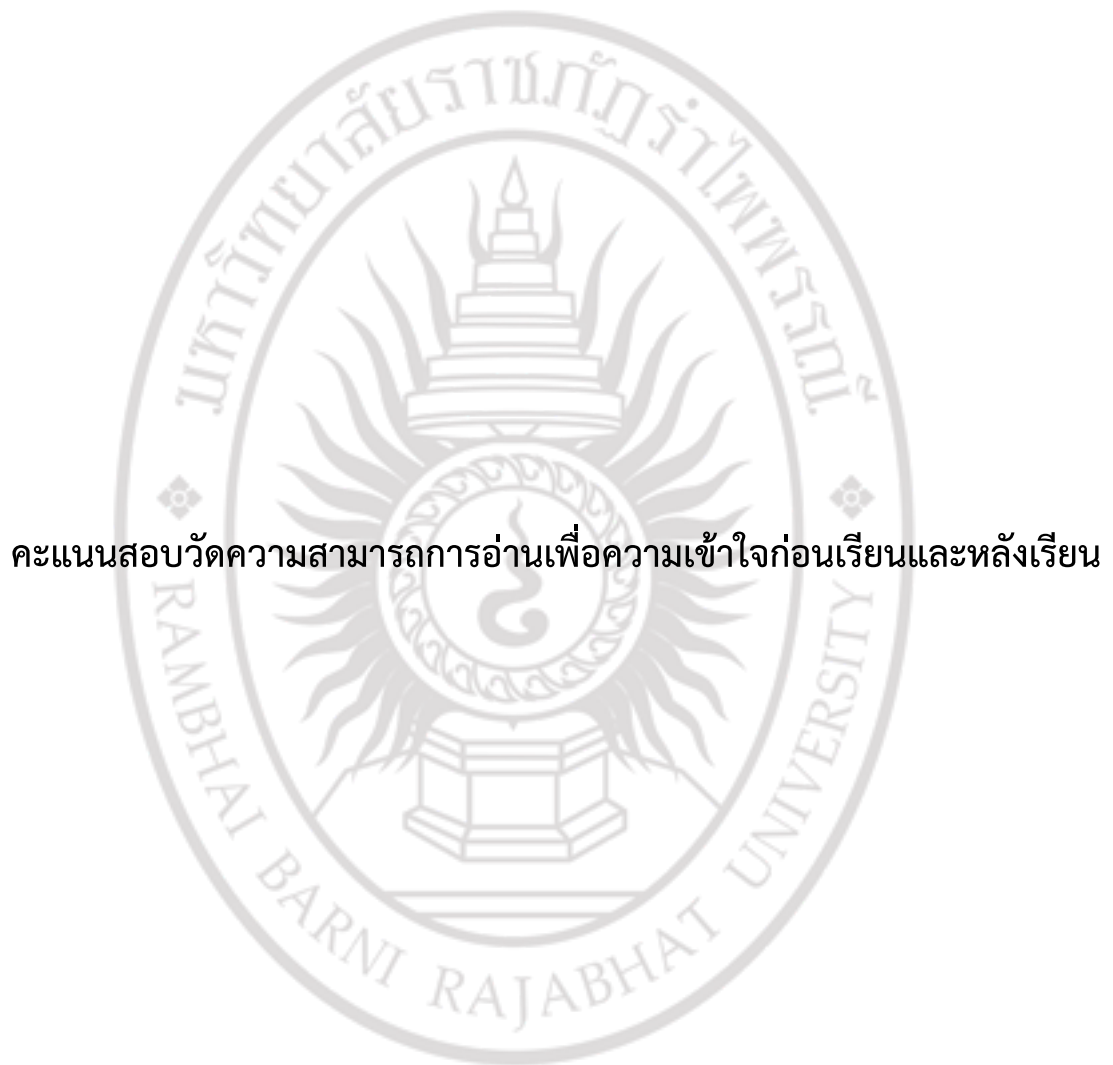 มหาวิทยาลัยราชภัฏรำไพพรรณี
คะแนนสอบวัดความสามารถการอ่านเพื่อความเข้าใจก่อนเรียนและหลังเรียน
RAMBHAI BARNI RAJABHAT UNIVERSITY